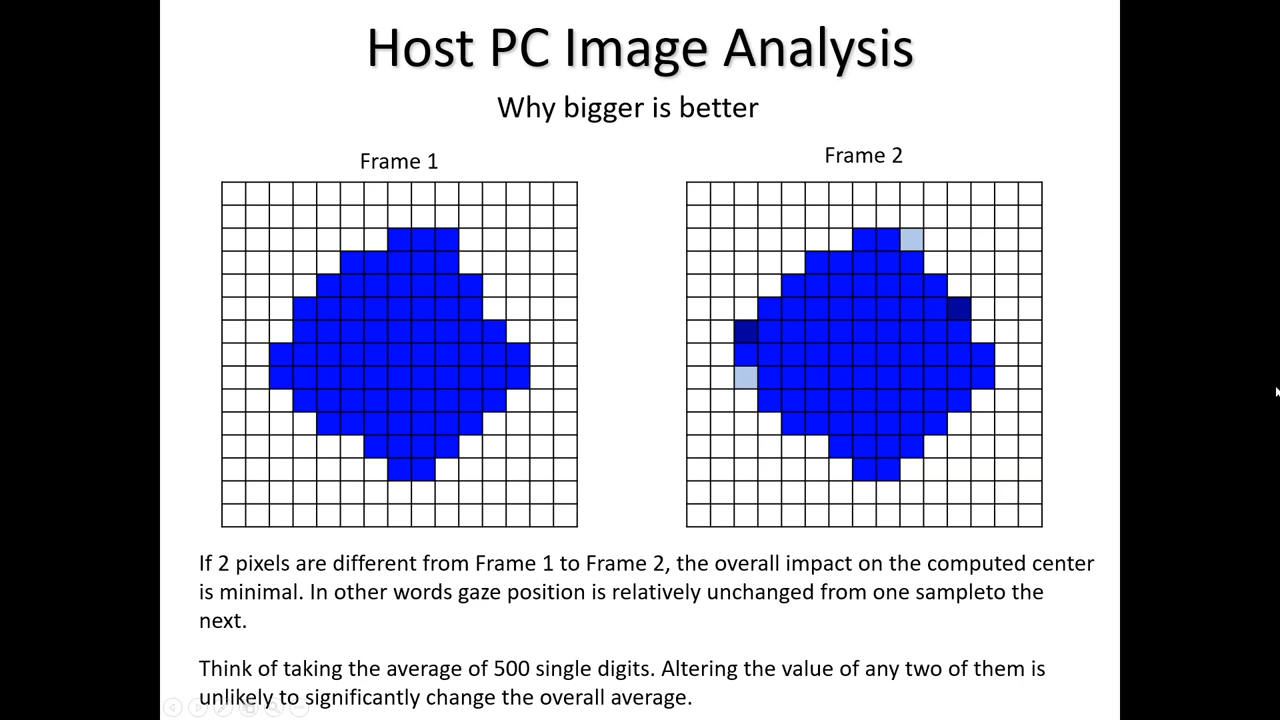 Host PC Image Analysis
Why bigger is better
Frame 1
Frame 2
If 2 pixels are different from Frame 1 to Frame 2, the overall impact on the computed center
is minimal. In other words gaze position is relatively unchanged from one sampleto the
next.
Think of taking the average of 500 single digits. Altering the value of any two of them is
unlikely to significantly change the overall average.